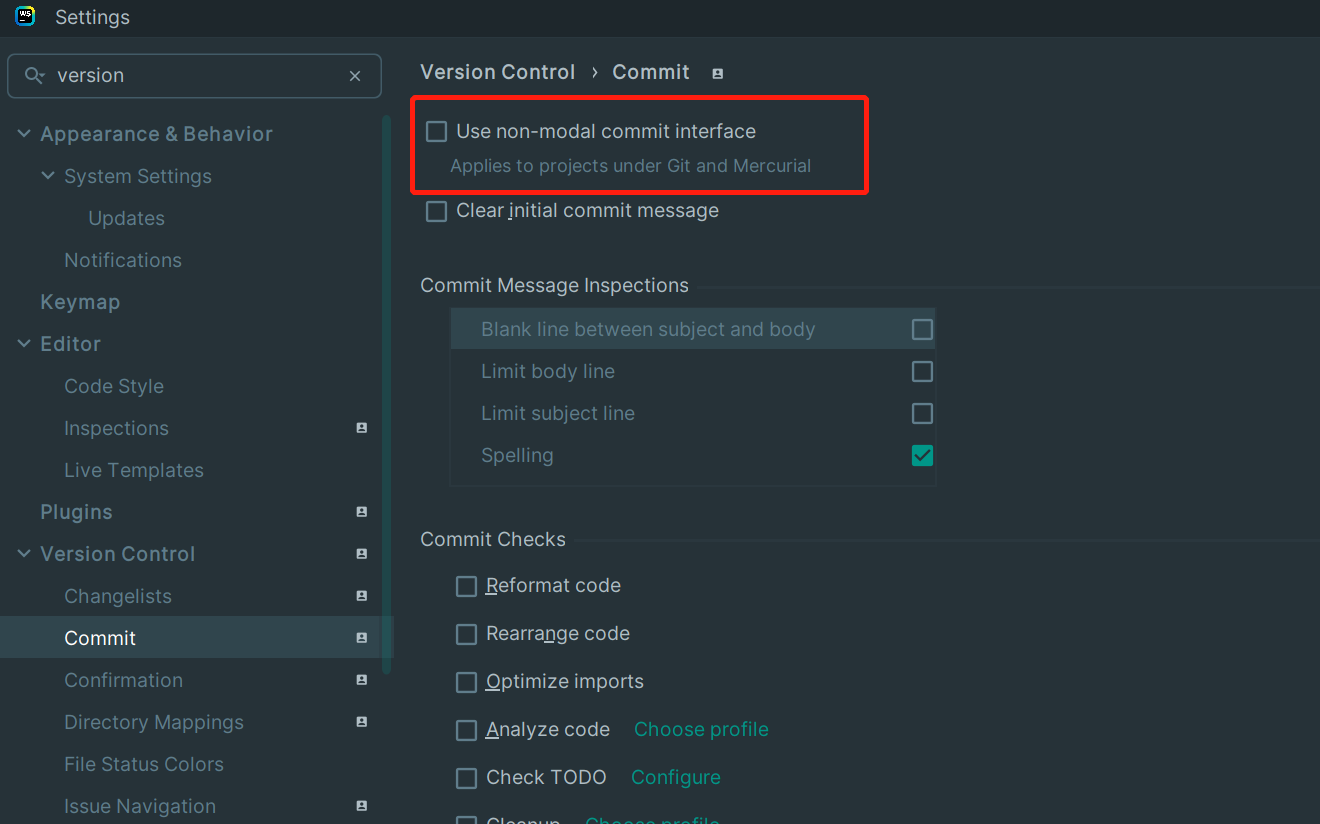 WS Settings
version
Appearance & Behavior
System Settings
Updates
Notifications
Keymap
Editor
Code Style
Inspections
Live Templates
Plugins
Version Control
Changelists
Commit
Confirmation
Directory Mappings
File Status Colors
Issue Navigation
Version Control › Commit
Use non-modal commit interface
Applies to projects under Git and Mercurial
Clear initial commit message
Commit Message Inspections
Blank line between subject and body
Limit body line
Limit subject line
Spelling
Commit Checks
Reformat code
Rearrange code
Optimize imports
Analyze code Choose profile
Check TODO Configure
Cleanup Choose profile